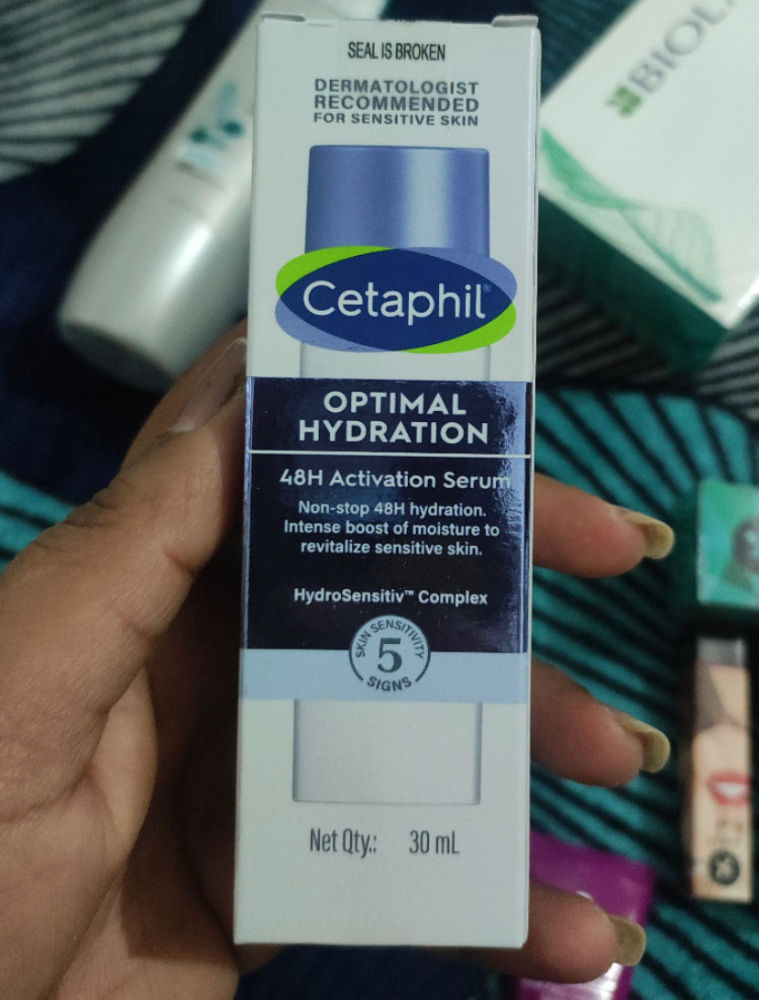 SEAL IS BROKEN
DERMATOLOGIST
RECOMMENDED
FOR SENSITIVE SKIN
Cetaphil®
OPTIMAL
HYDRATION
48H Activation Serum
Non-stop 48H hydration.
Intense boost of moisture to
revitalize sensitive skin.
HydroSensitiv™ Complex
SKIN SENSITIVITY
5
SIGNS
Net Qty.: 30 mL